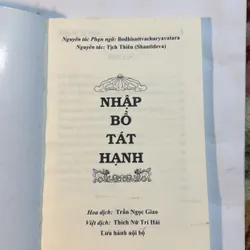 Nguyên tác Phạn ngữ: Bodhisattvacharyavatara
Nguyên tác: Tịch Thiên (Shantideva)
NHẬP
BỒ
TÁT
HẠNH
Hoa dịch: Trần Ngọc Giao
Việt dịch: Thích Nữ Trí Hải
Lưu hành nội bộ